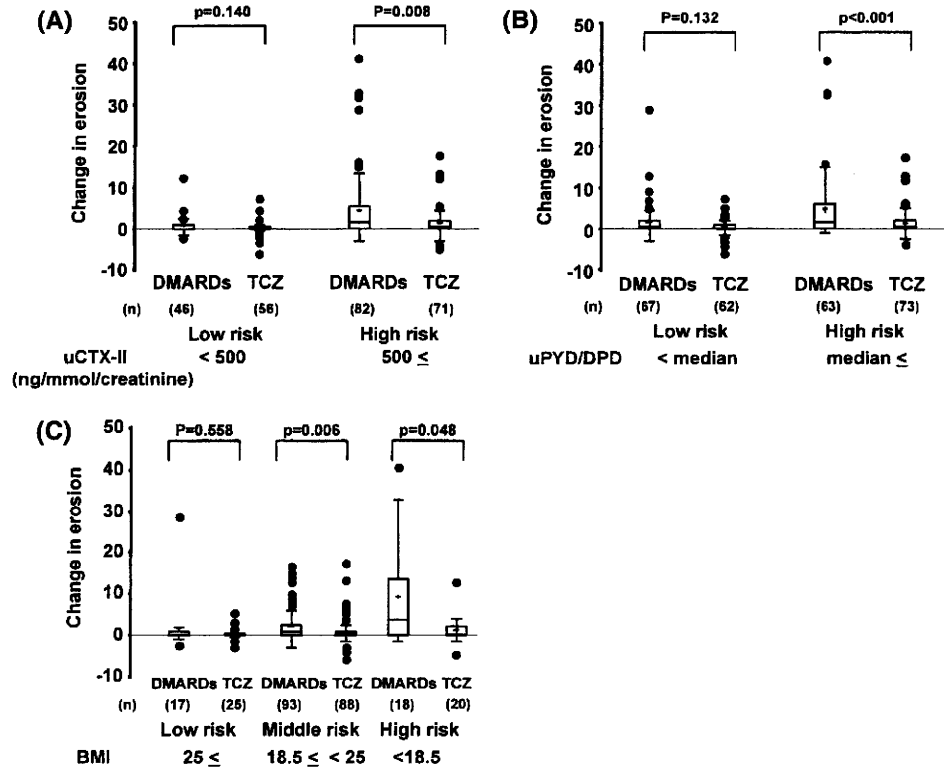 (A)
p=0.140
P=0.008
50
40
30
20
10
0
-10
Change in erosion
DMARDs TCZ DMARDs TCZ
(n) (46) (56) (82) (71)
Low risk High risk
uCTX-II < 500 500 ≤
(ng/mmol/creatinine)
(B)
P=0.132
p<0.001
50
40
30
20
10
0
-10
Change in erosion
DMARDs TCZ DMARDs TCZ
(n) (67) (62) (63) (73)
Low risk High risk
uPYD/DPD < median median ≤
(C)
P=0.558 p=0.006 p=0.048
50
40
30
20
10
0
-10
Change in erosion
DMARDs TCZ DMARDs TCZ DMARDs TCZ
(n) (17) (25) (93) (88) (18) (20)
Low risk Middle risk High risk
BMI 25 ≤ 18.5 ≤ < 25 <18.5